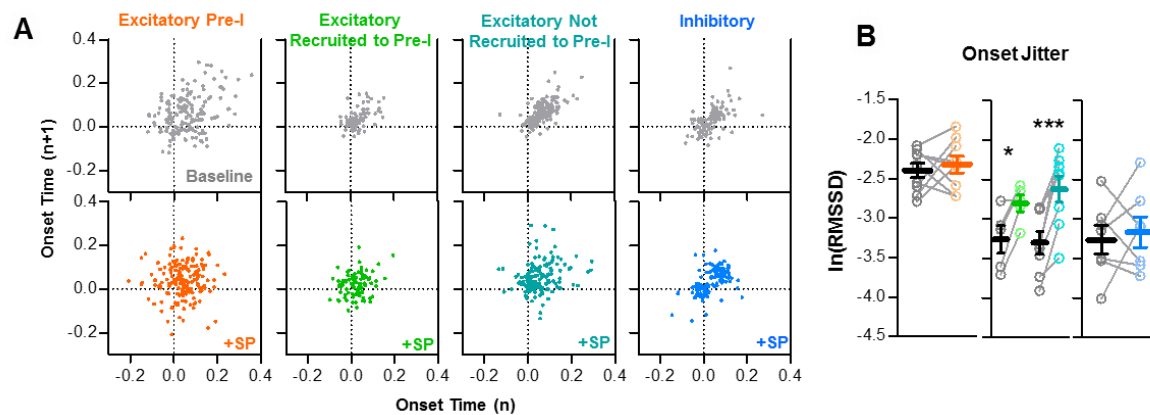 A
Excitatory Pre-I
Excitatory
Recruited to Pre-I
Excitatory Not
Recruited to Pre-I
Inhibitory
Onset Time (n+1)
0.4
0.2
0.0
-0.2
Baseline
0.4
0.2
0.0
-0.2
+SP
+SP
+SP
+SP
-0.2 0.0 0.2 0.4
-0.2 0.0 0.2 0.4
-0.2 0.0 0.2 0.4
-0.2 0.0 0.2 0.4
Onset Time (n)
B
Onset Jitter
ln(RMSSD)
-1.5
-2.0
-2.5
-3.0
-3.5
-4.0
-4.5
*
***